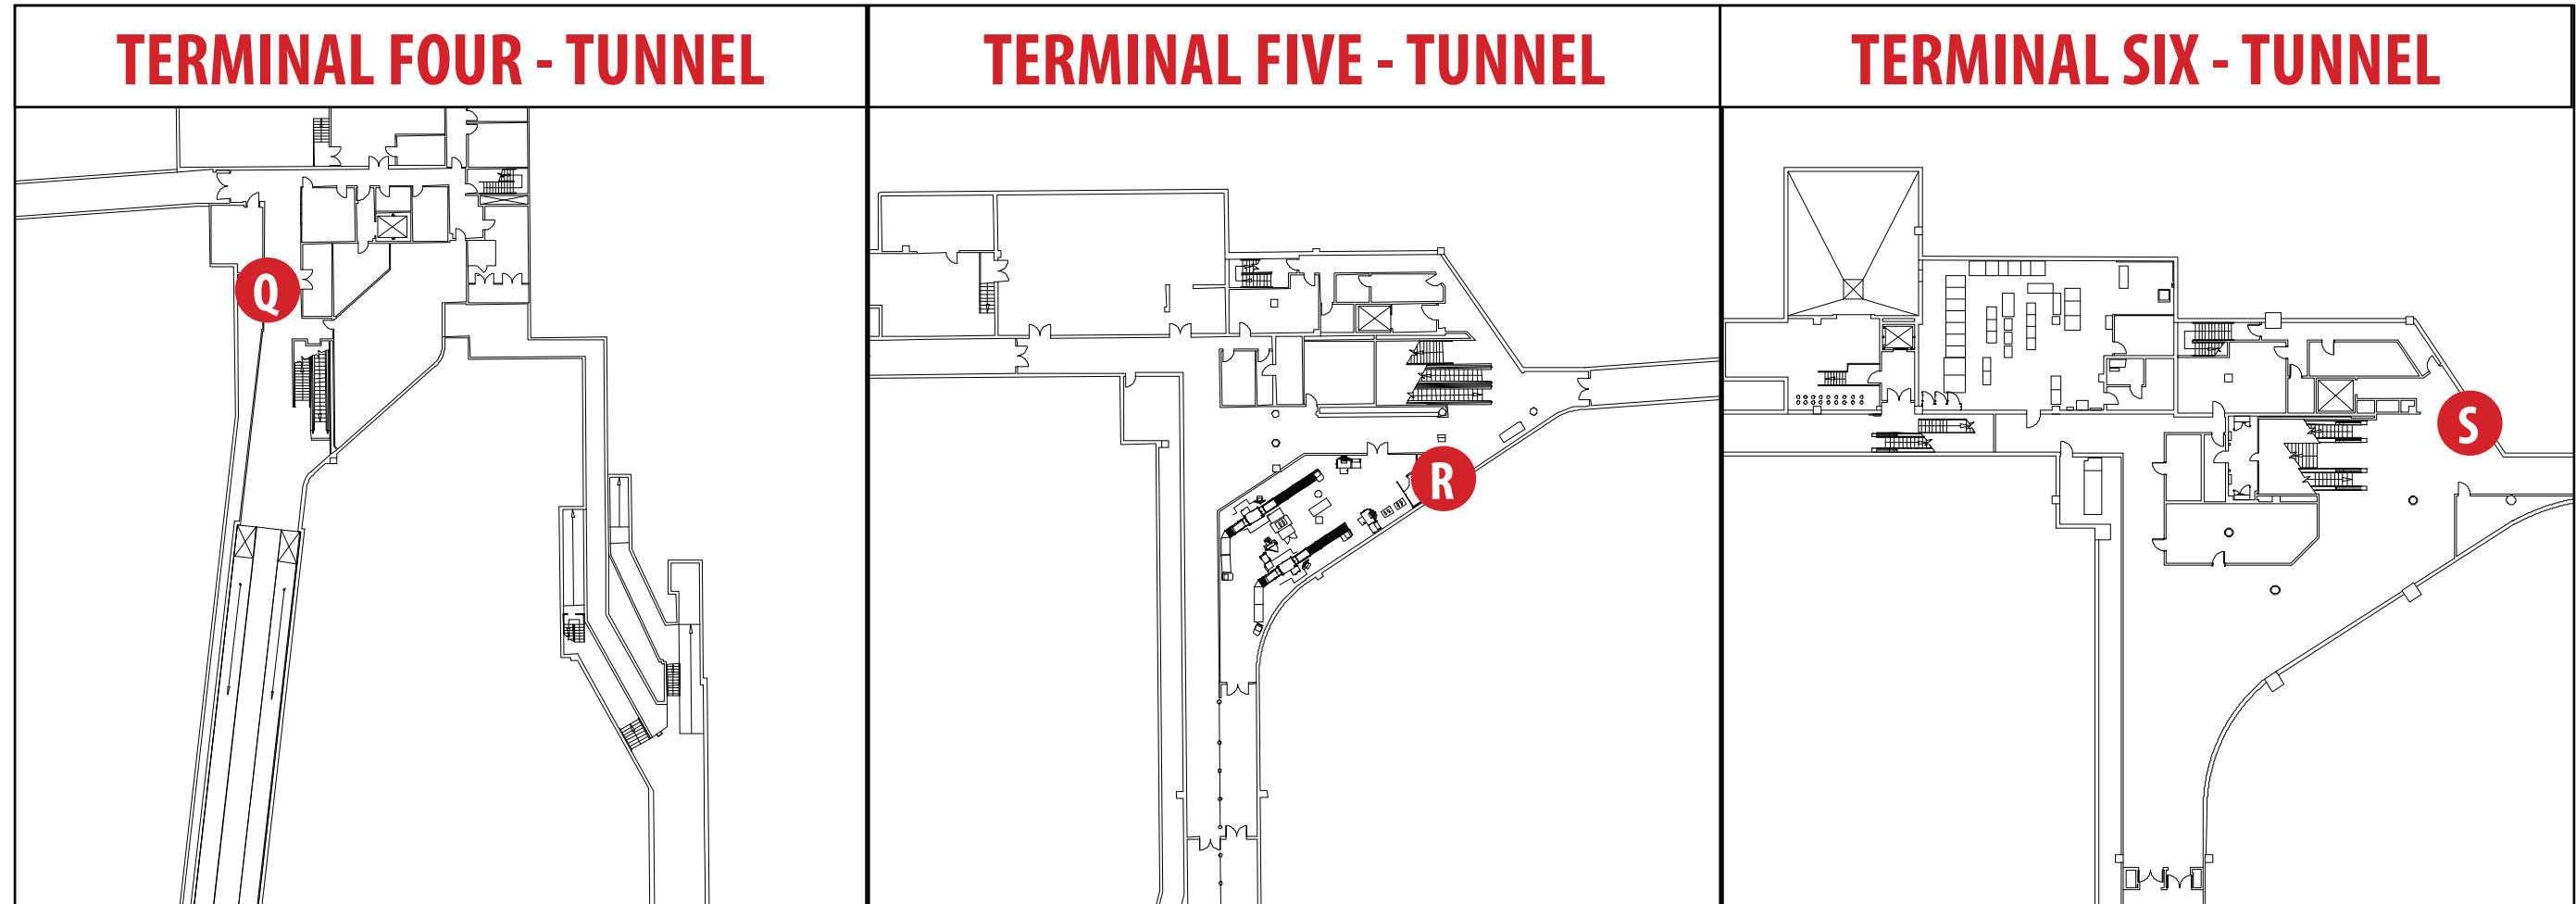 TERMINAL FOUR - TUNNEL
TERMINAL FIVE - TUNNEL
TERMINAL SIX - TUNNEL
Q
R
S